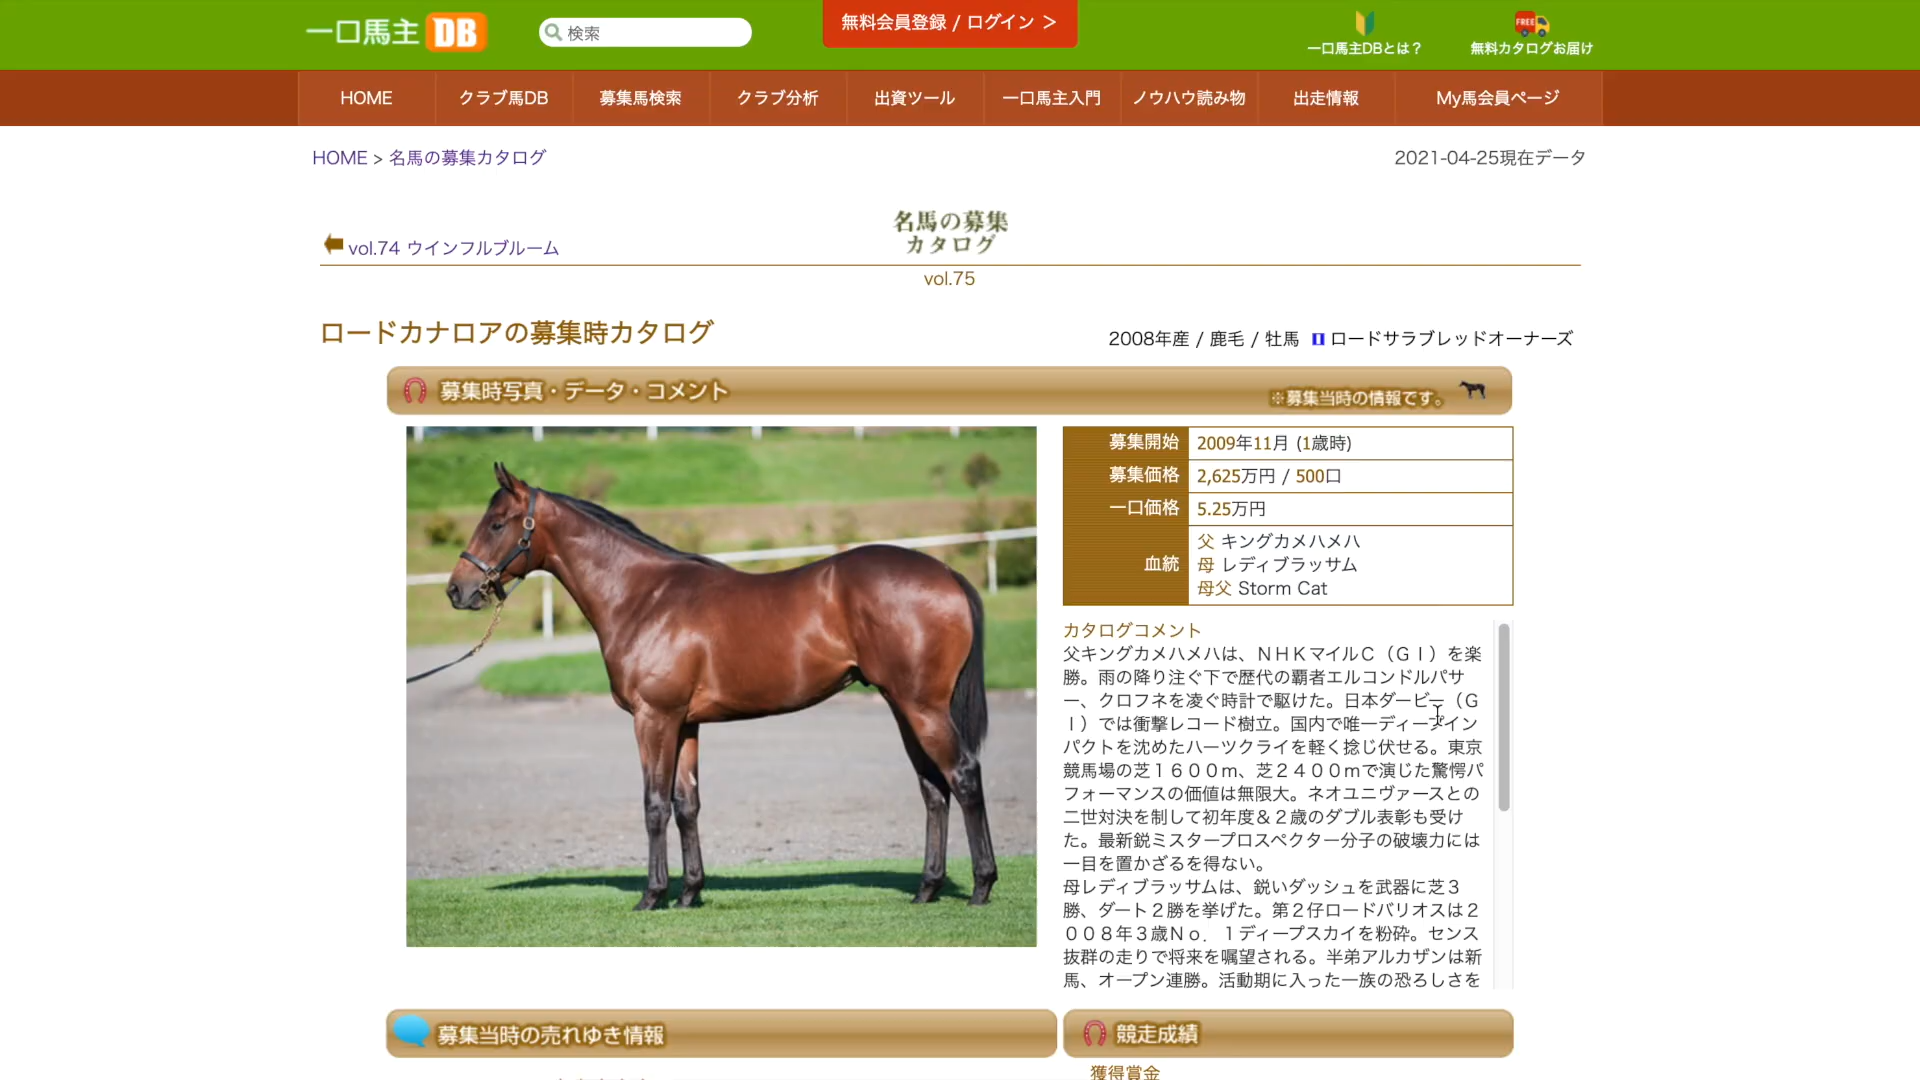 一口馬主DB
検索
無料会員登録 / ログイン ＞
一口馬主DBとは？
FREE
無料カタログお届け
HOME
クラブ馬DB
募集馬検索
クラブ分析
出資ツール
一口馬主入門
ノウハウ読み物
出走情報
My馬会員ページ
HOME > 名馬の募集カタログ
2021-04-25現在データ
vol.74 ウインフルブルーム
名馬の募集
カタログ
vol.75
ロードカナロアの募集時カタログ
2008年産 / 鹿毛 / 牡馬 ロードサラブレッドオーナーズ
募集時写真・データ・コメント
※募集当時の情報です。
募集開始 2009年11月 (1歳時)
募集価格 2,625万円 / 500口
一口価格 5.25万円
血統
父 キングカメハメハ
母 レディブラッサム
母父 Storm Cat
カタログコメント
父キングカメハメハは、ＮＨＫマイルＣ（ＧⅠ）を楽
勝。雨の降り注ぐ下で歴代の覇者エルコンドルパサ
ー、クロフネを凌ぐ時計で駆けた。日本ダービー（Ｇ
Ⅰ）では衝撃レコード樹立。国内で唯一ディープイン
パクトを沈めたハーツクライを軽く捻じ伏せる。東京
競馬場の芝１６００ｍ、芝２４００ｍで演じた驚愕パ
フォーマンスの価値は無限大。ネオユニヴァースとの
二世対決を制して初年度＆２歳のダブル表彰も受け
た。最新鋭ミスタープロスペクター分子の破壊力には
一目を置かざるを得ない。
母レディブラッサムは、鋭いダッシュを武器に芝３
勝、ダート２勝を挙げた。第２仔ロードバリオスは２
００８年３歳Ｎｏ．１ディープスカイを粉砕。センス
抜群の走りで将来を嘱望される。半弟アルカザンは新
馬、オープン連勝。活動期に入った一族の恐ろしさを
募集当時の売れゆき情報
競走成績
獲得賞金